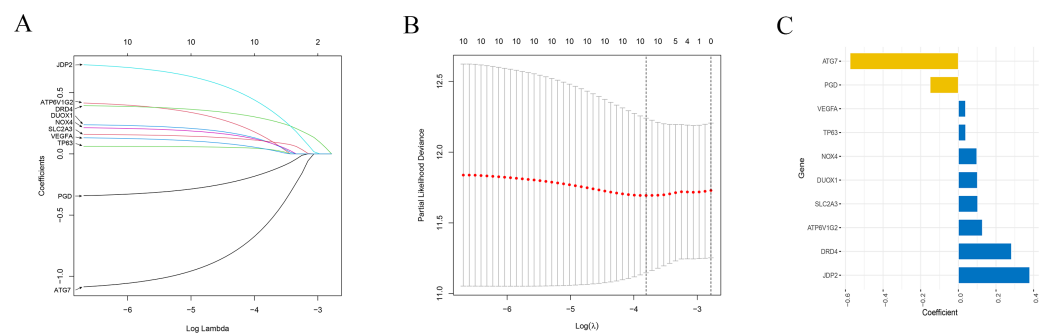 A
10 10 10 2
JDP2
ATP6V1G2
DRD4
DUOX1
NOX4
SLC2A3
VEGFA
TP63
PGD
ATG7
0.5
0.0
−0.5
−1.0
Coefficients
−6 −5 −4 −3
Log Lambda
B
10 10 10 10 10 10 10 10 10 10 5 4 1 0
12.5
12.0
11.5
11.0
Partial Likelihood Deviance
−6 −5 −4 −3
Log(λ)
C
ATG7
PGD
VEGFA
TP63
NOX4
DUOX1
SLC2A3
ATP6V1G2
DRD4
JDP2
Gene
−0.6 −0.4 −0.2 0.0 0.2 0.4
Coefficient